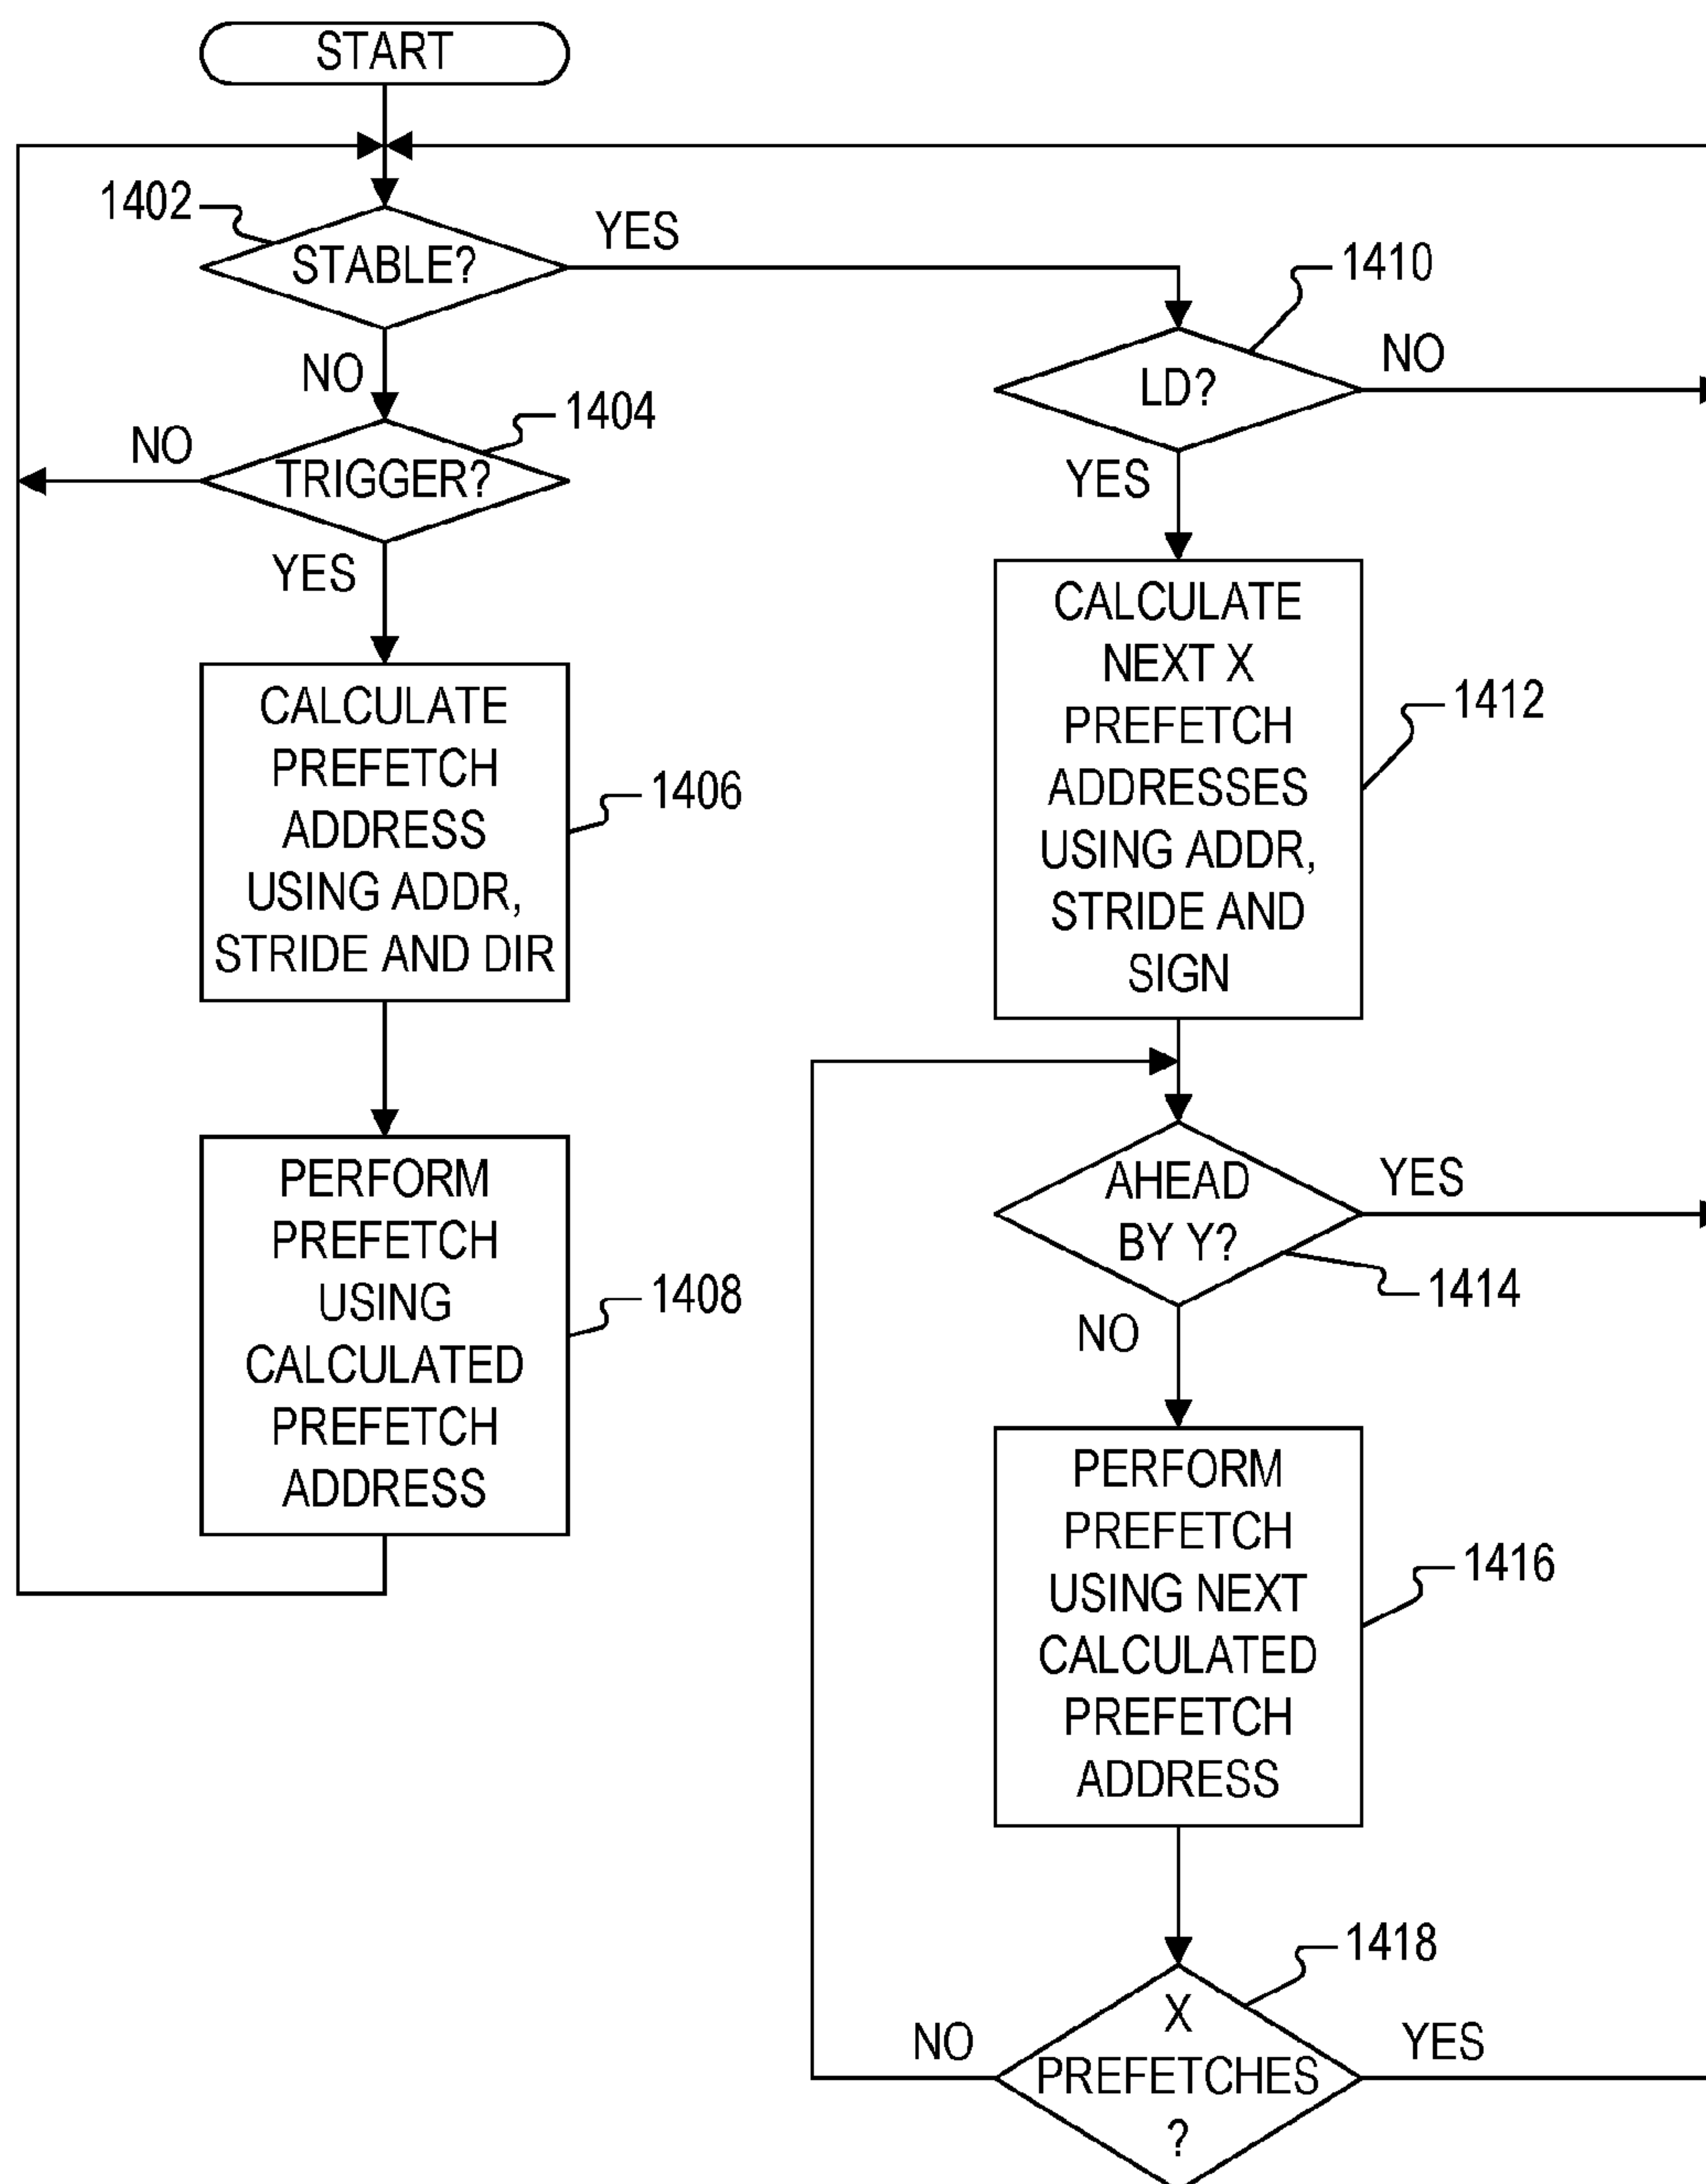 START
1402
STABLE?
YES
NO
1404
NO
TRIGGER?
YES
CALCULATE
PREFETCH
ADDRESS
USING ADDR,
STRIDE AND DIR
1406
PERFORM
PREFETCH
USING
CALCULATED
PREFETCH
ADDRESS
1408
1410
LD?
NO
YES
CALCULATE
NEXT X
PREFETCH
ADDRESSES
USING ADDR,
STRIDE AND
SIGN
1412
AHEAD
BY Y?
YES
1414
NO
PERFORM
PREFETCH
USING NEXT
CALCULATED
PREFETCH
ADDRESS
1416
1418
X
PREFETCHES
?
NO
YES